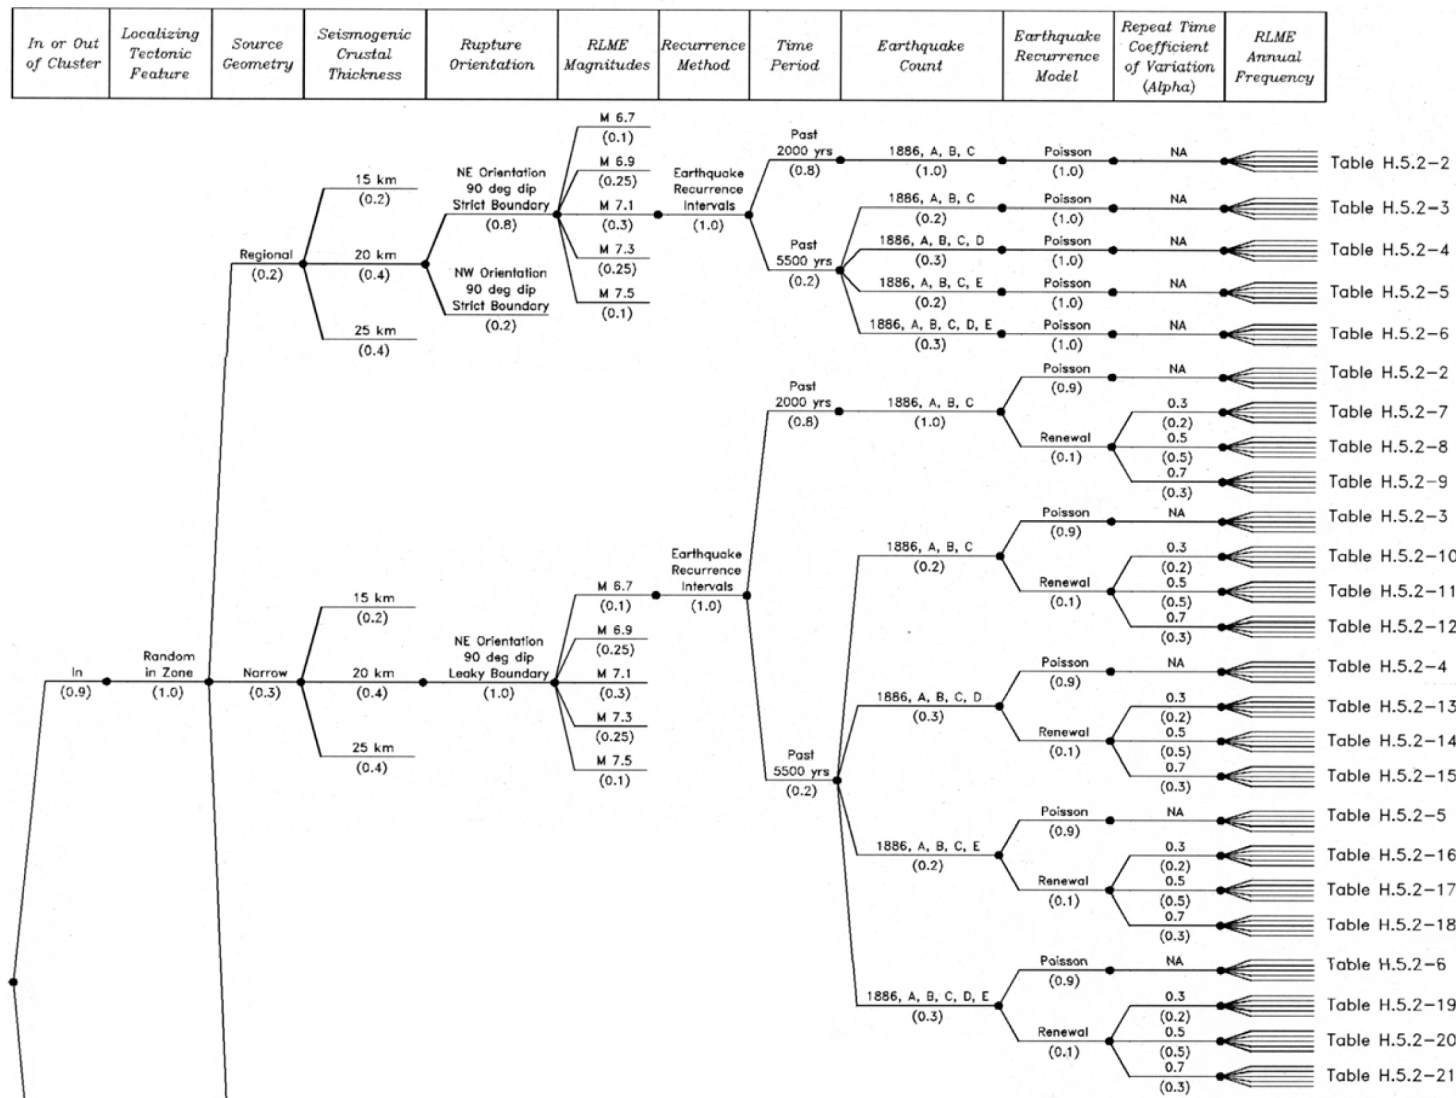 In or Out
of Cluster
Localizing
Tectonic
Feature
Source
Geometry
Seismogenic
Crustal
Thickness
Rupture
Orientation
RLME
Magnitudes
Recurrence
Method
Time
Period
Earthquake
Count
Earthquake
Recurrence
Model
Repeat Time
Coefficient
of Variation
(Alpha)
RLME
Annual
Frequency
In
(0.9)
Random
in Zone
(1.0)
Regional
(0.2)
15 km
(0.2)
20 km
(0.4)
25 km
(0.4)
NE Orientation
90 deg dip
Strict Boundary
(0.8)
NW Orientation
90 deg dip
Strict Boundary
(0.2)
M 6.7
(0.1)
M 6.9
(0.25)
M 7.1
(0.3)
M 7.3
(0.25)
M 7.5
(0.1)
Earthquake
Recurrence
Intervals
(1.0)
Past
2000 yrs
(0.8)
1886, A, B, C
(1.0)
Poisson
(1.0)
NA
Table H.5.2-2
Past
5500 yrs
(0.2)
1886, A, B, C
(0.2)
Poisson
(1.0)
NA
Table H.5.2-3
1886, A, B, C, D
(0.3)
Poisson
(1.0)
NA
Table H.5.2-4
1886, A, B, C, E
(0.2)
Poisson
(1.0)
NA
Table H.5.2-5
1886, A, B, C, D, E
(0.3)
Poisson
(1.0)
NA
Table H.5.2-6
Narrow
(0.3)
15 km
(0.2)
20 km
(0.4)
25 km
(0.4)
NE Orientation
90 deg dip
Leaky Boundary
(1.0)
M 6.7
(0.1)
M 6.9
(0.25)
M 7.1
(0.3)
M 7.3
(0.25)
M 7.5
(0.1)
Earthquake
Recurrence
Intervals
(1.0)
Past
2000 yrs
(0.8)
1886, A, B, C
(1.0)
Poisson
(0.9)
NA
Table H.5.2-2
Renewal
(0.1)
0.3
(0.2)
Table H.5.2-7
0.5
(0.5)
Table H.5.2-8
0.7
(0.3)
Table H.5.2-9
Past
5500 yrs
(0.2)
1886, A, B, C
(0.2)
Poisson
(0.9)
NA
Table H.5.2-3
Renewal
(0.1)
0.3
(0.2)
Table H.5.2-10
0.5
(0.5)
Table H.5.2-11
0.7
(0.3)
Table H.5.2-12
1886, A, B, C, D
(0.3)
Poisson
(0.9)
NA
Table H.5.2-4
Renewal
(0.1)
0.3
(0.2)
Table H.5.2-13
0.5
(0.5)
Table H.5.2-14
0.7
(0.3)
Table H.5.2-15
1886, A, B, C, E
(0.2)
Poisson
(0.9)
NA
Table H.5.2-5
Renewal
(0.1)
0.3
(0.2)
Table H.5.2-16
0.5
(0.5)
Table H.5.2-17
0.7
(0.3)
Table H.5.2-18
1886, A, B, C, D, E
(0.3)
Poisson
(0.9)
NA
Table H.5.2-6
Renewal
(0.1)
0.3
(0.2)
Table H.5.2-19
0.5
(0.5)
Table H.5.2-20
0.7
(0.3)
Table H.5.2-21